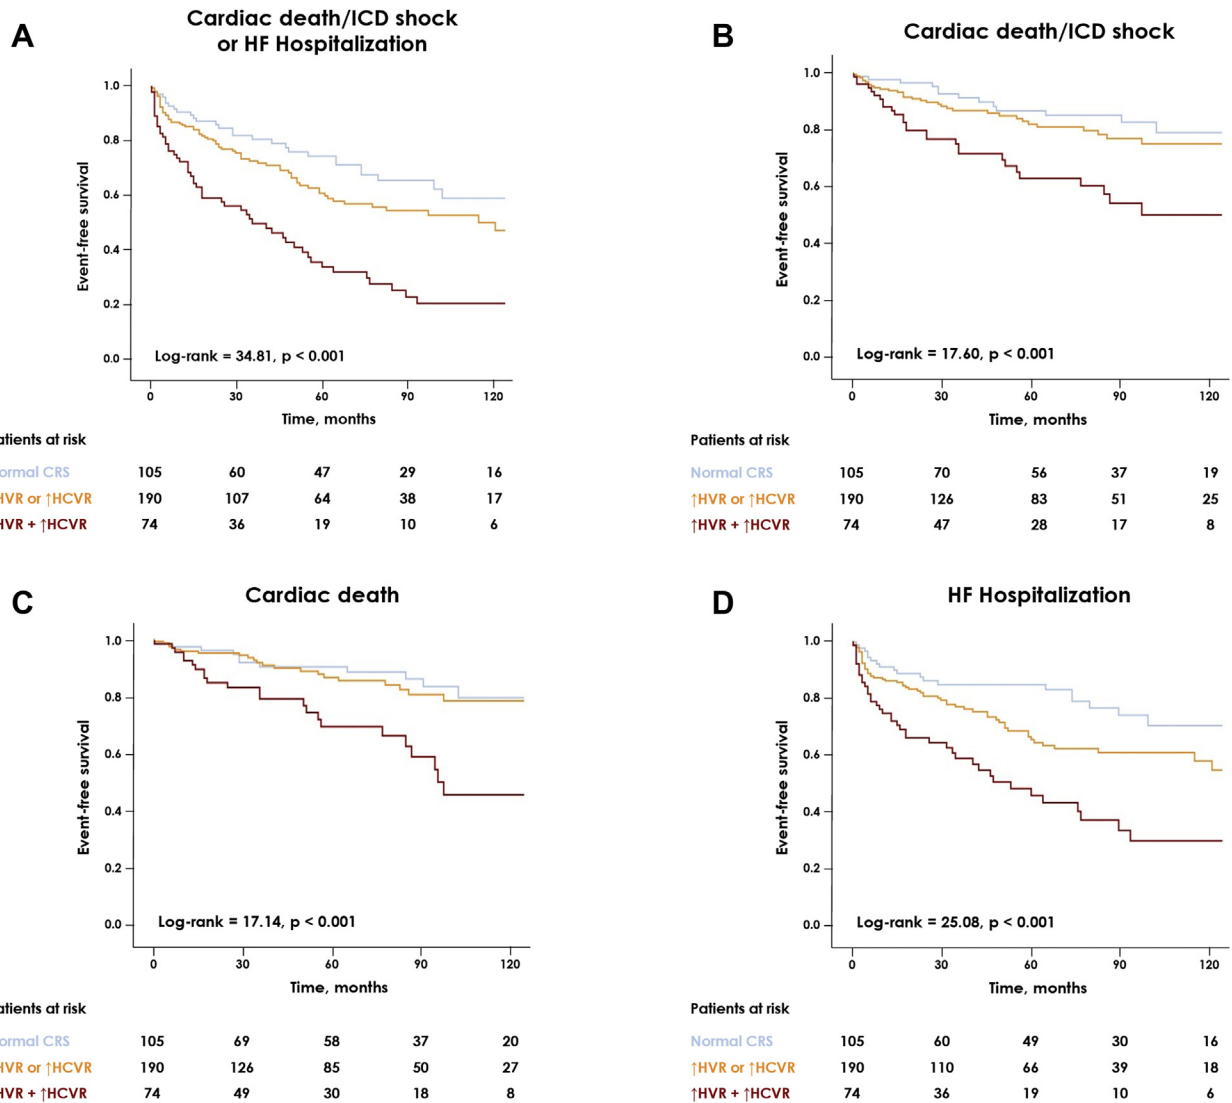 A
Cardiac death/ICD shock
or HF Hospitalization
Event-free survival
1.0
0.8
0.6
0.4
0.2
0.0
Log-rank = 34.81, p < 0.001
0 30 60 90 120
Time, months
atients at risk
ormal CRS 105 60 47 29 16
HVR or ↑HCVR 190 107 64 38 17
HVR + ↑HCVR 74 36 19 10 6
B
Cardiac death/ICD shock
Event-free survival
1.0
0.8
0.6
0.4
0.2
0.0
Log-rank = 17.60, p < 0.001
0 30 60 90 120
Time, months
Patients at risk
Normal CRS 105 70 56 37 19
↑HVR or ↑HCVR 190 126 83 51 25
↑HVR + ↑HCVR 74 47 28 17 8
C
Cardiac death
Event-free survival
1.0
0.8
0.6
0.4
0.2
0.0
Log-rank = 17.14, p < 0.001
0 30 60 90 120
Time, months
atients at risk
ormal CRS 105 69 58 37 20
HVR or ↑HCVR 190 126 85 50 27
HVR + ↑HCVR 74 49 30 18 8
D
HF Hospitalization
Event-free survival
1.0
0.8
0.6
0.4
0.2
0.0
Log-rank = 25.08, p < 0.001
0 30 60 90 120
Time, months
Patients at risk
Normal CRS 105 60 49 30 16
↑HVR or ↑HCVR 190 110 66 39 18
↑HVR + ↑HCVR 74 36 19 10 6